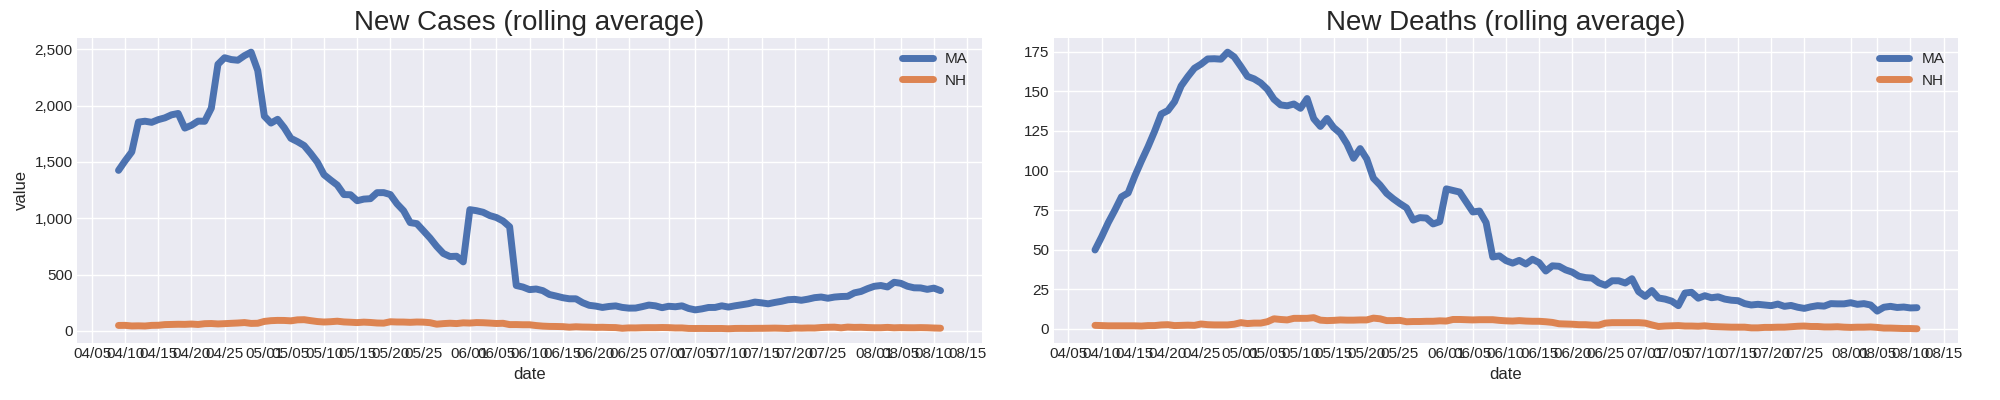 New Cases (rolling average)
2,500
2,000
1,500
1,000
500
0
value
MA
NH
04/05 04/10 04/15 04/20 04/25 05/01 05/05 05/10 05/15 05/20 05/25 06/01 06/05 06/10 06/15 06/20 06/25 07/01 07/05 07/10 07/15 07/20 07/25 08/01 08/05 08/10 08/15
date
New Deaths (rolling average)
175
150
125
100
75
50
25
0
MA
NH
04/05 04/10 04/15 04/20 04/25 05/01 05/05 05/10 05/15 05/20 05/25 06/01 06/05 06/10 06/15 06/20 06/25 07/01 07/05 07/10 07/15 07/20 07/25 08/01 08/05 08/10 08/15
date